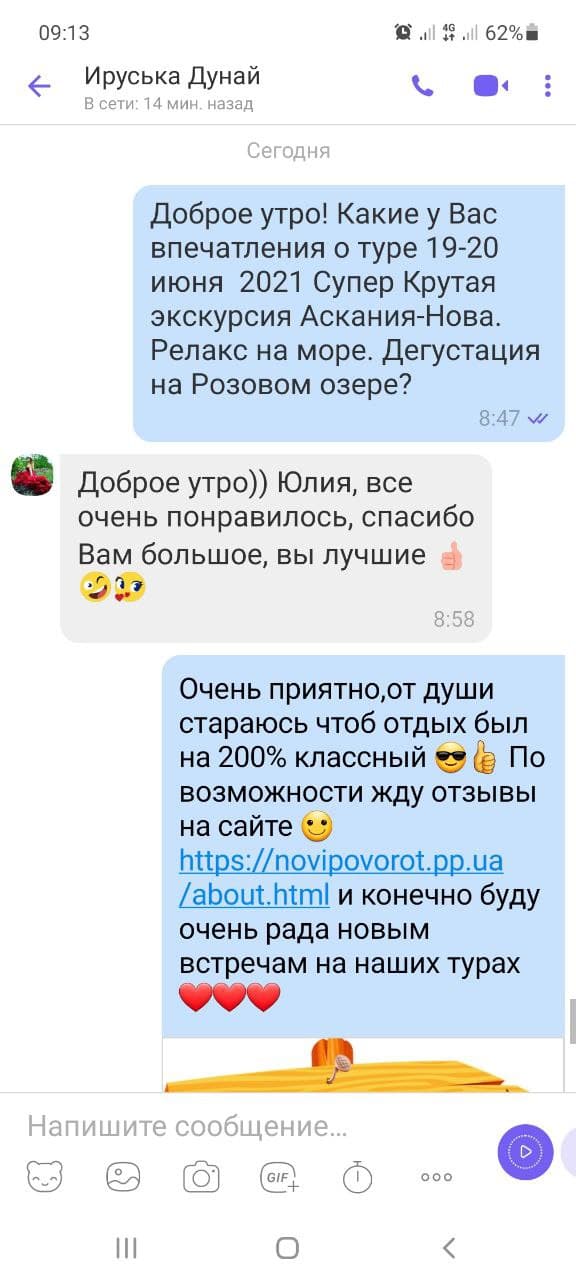 09:13
4G 62%
Ируська Дунай
В сети: 14 мин. назад
Сегодня
Доброе утро! Какие у Вас
впечатления о туре 19-20
июня 2021 Супер Крутая
экскурсия Аскания-Нова.
Релакс на море. Дегустация
на Розовом озере?
8:47
Доброе утро)) Юлия, все
очень понравилось, спасибо
Вам большое, вы лучшие 👍
🤣😘
8:58
Очень приятно,от души
стараюсь чтоб отдых был
на 200% классный 😎👍 По
возможности жду отзывы
на сайте 🙂
https://novipovorot.pp.ua
/about.html и конечно буду
очень рада новым
встречам на наших турах
❤️❤️❤️
Напишите сообщение...
GIF